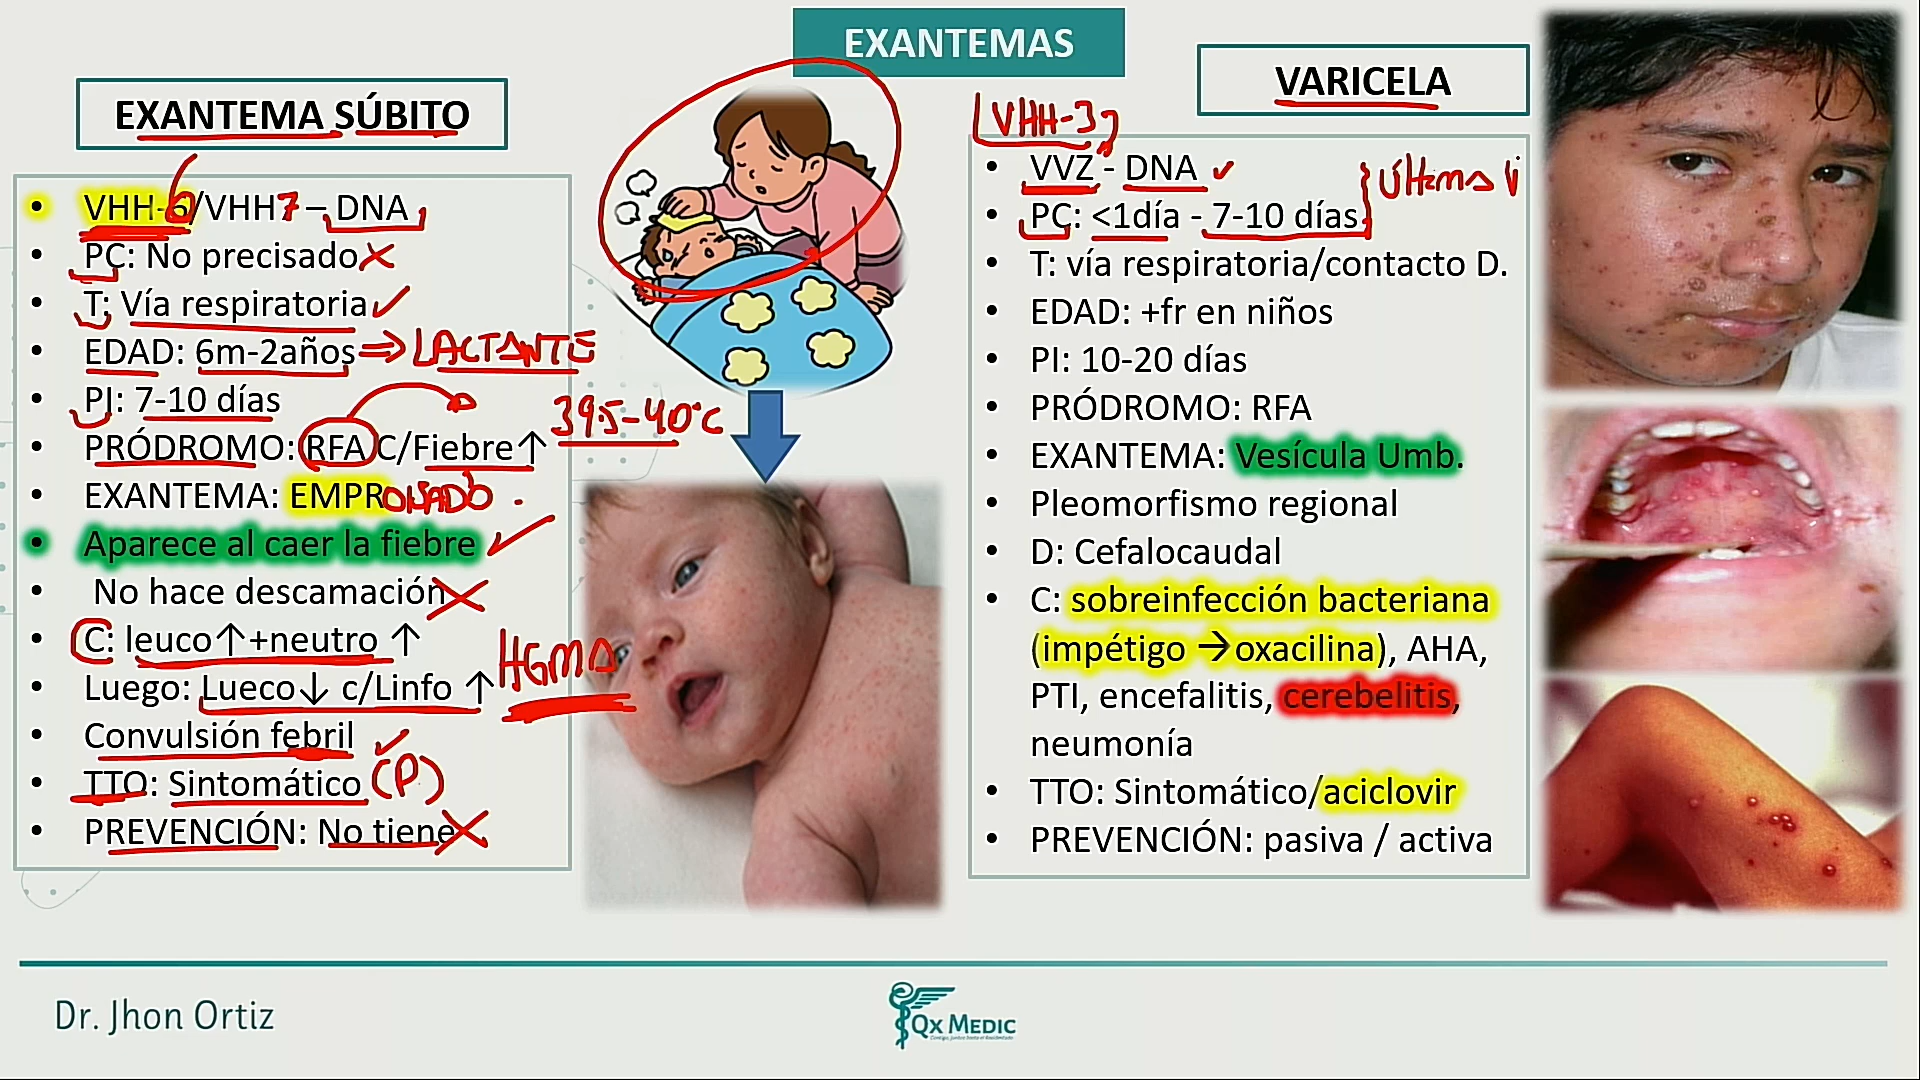 EXANTEMAS
EXANTEMA SÚBITO
VHH-6/VHH7 – DNA
PC: No precisado
T: Vía respiratoria
EDAD: 6m-2años ⇒ LACTANTE
PI: 7-10 días
PRÓDROMO: RFA C/Fiebre↑ 39.5-40°C
EXANTEMA: EMPR
Aparece al caer la fiebre
No hace descamación
C: leuco↑+neutro ↑
Luego: Lueco↓ c/Linfo ↑ HGMA
Convulsión febril
TTO: Sintomático (P)
PREVENCIÓN: No tiene
VARICELA
VHH-3
VVZ - DNA
PC: <1día - 7-10 días
T: vía respiratoria/contacto D.
EDAD: +fr en niños
PI: 10-20 días
PRÓDROMO: RFA
EXANTEMA: Vesícula Umb.
Pleomorfismo regional
D: Cefalocaudal
C: sobreinfección bacteriana
(impétigo →oxacilina), AHA,
PTI, encefalitis, cerebelitis,
neumonía
TTO: Sintomático/aciclovir
PREVENCIÓN: pasiva / activa
Dr. Jhon Ortiz
QX MEDIC